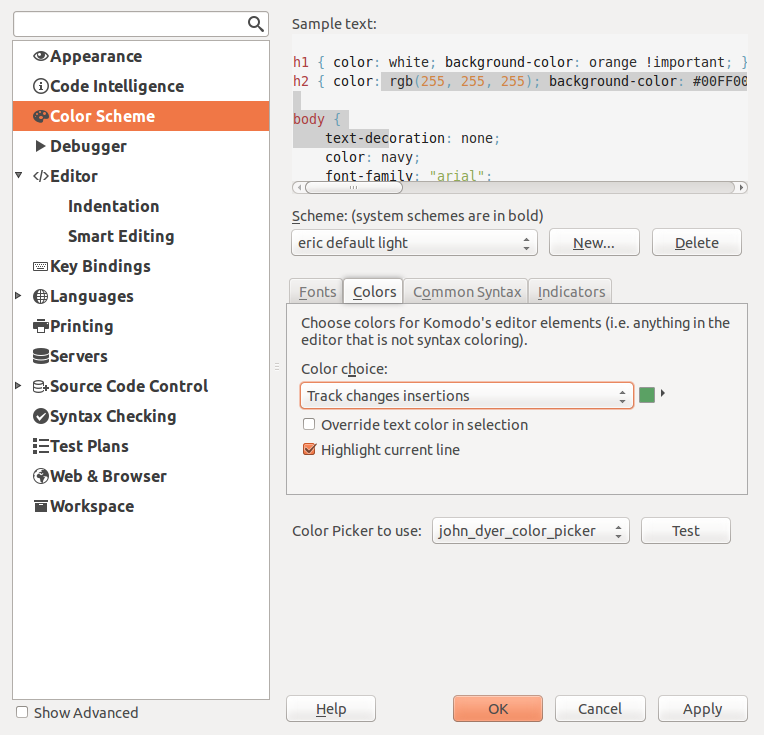 Appearance
Code Intelligence
Color Scheme
Debugger
Editor
Indentation
Smart Editing
Key Bindings
Languages
Printing
Servers
Source Code Control
Syntax Checking
Test Plans
Web & Browser
Workspace
Show Advanced
Sample text:
h1 { color: white; background-color: orange !important; }
h2 { color: rgb(255, 255, 255); background-color: #00FF00
body {
    text-decoration: none;
    color: navy;
    font-family: "arial";
Scheme: (system schemes are in bold)
eric default light
New...
Delete
Fonts
Colors
Common Syntax
Indicators
Choose colors for Komodo's editor elements (i.e. anything in the
editor that is not syntax coloring).
Color choice:
Track changes insertions
Override text color in selection
Highlight current line
Color Picker to use:
john_dyer_color_picker
Test
Help
OK
Cancel
Apply